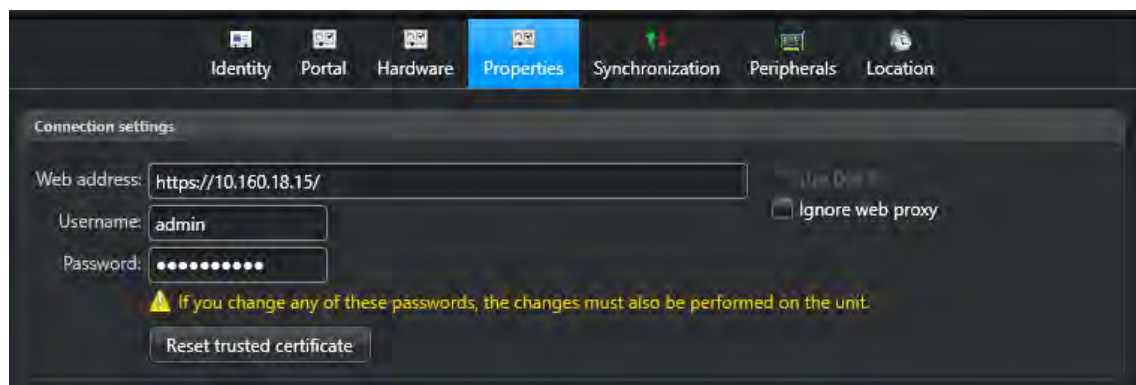 Identity Portal Hardware Properties Synchronization Peripherals Location
Connection settings
Web address: https://10.160.18.15/
Ignore web proxy
Username: admin
Password: ••••••••••
If you change any of these passwords, the changes must also be performed on the unit.
Reset trusted certificate